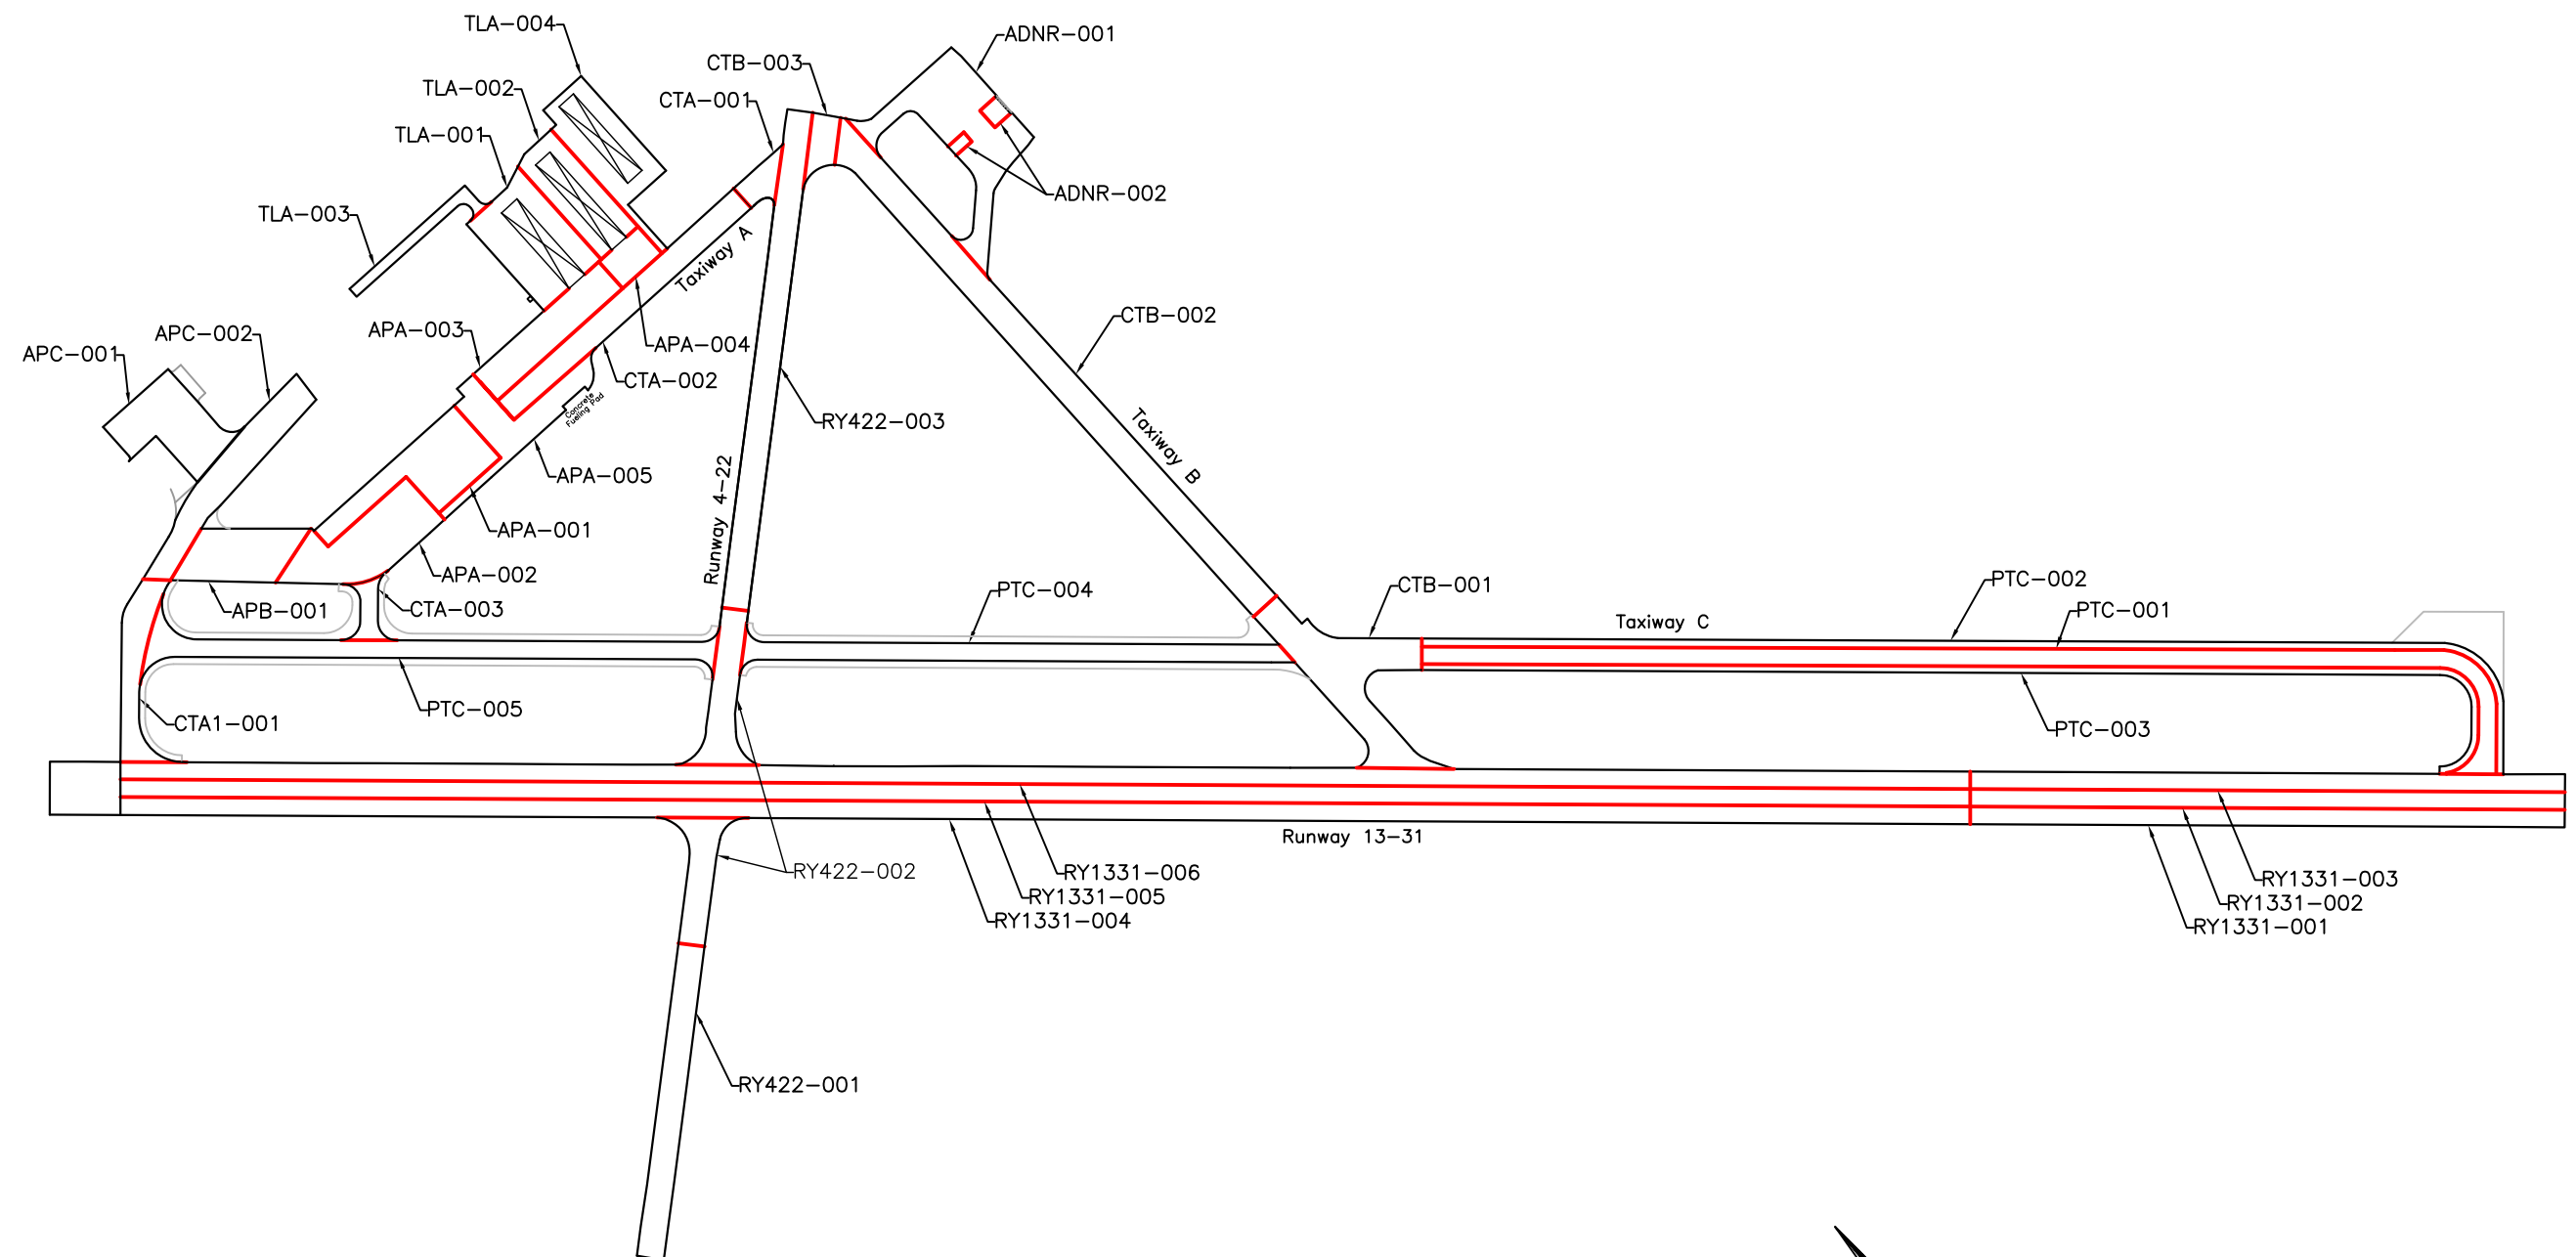 TLA-004
ADNR-001
CTB-003
TLA-002
CTA-001
TLA-001
ADNR-002
TLA-003
Taxiway A
CTB-002
APA-003
APC-002
APA-004
APC-001
CTA-002
Concrete
Fueling Pad
RY422-003
Taxiway B
APA-005
Runway 4-22
APA-001
APA-002
PTC-004
CTB-001
PTC-002
CTA-003
APB-001
PTC-001
Taxiway C
PTC-005
CTA1-001
PTC-003
Runway 13-31
RY422-002
RY1331-006
RY1331-003
RY1331-005
RY1331-002
RY1331-004
RY1331-001
RY422-001